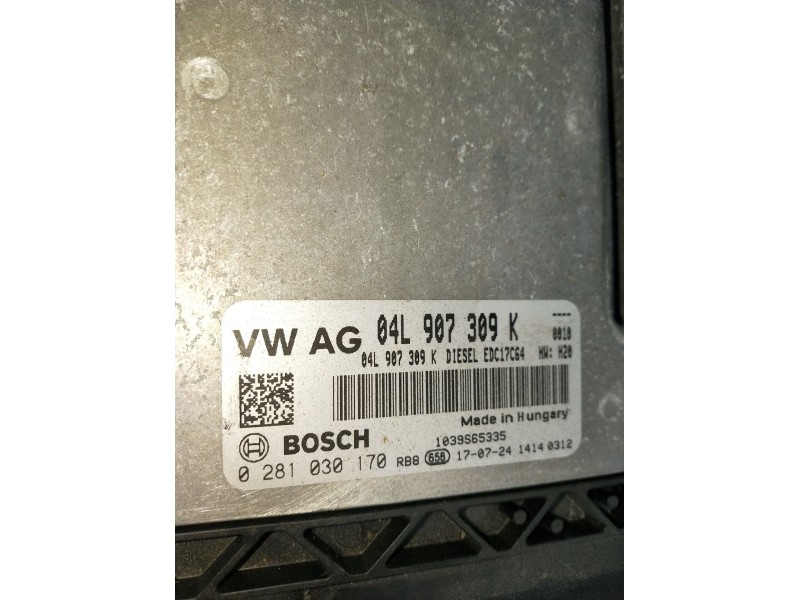 VW AG 04L 907 309 K ----
0010
04L 907 309 K DIESEL EDC17C64 HW: H20
Made in Hungary
BOSCH 1039S65335
0 281 030 170 RB8 658 17-07-24 1414 0312